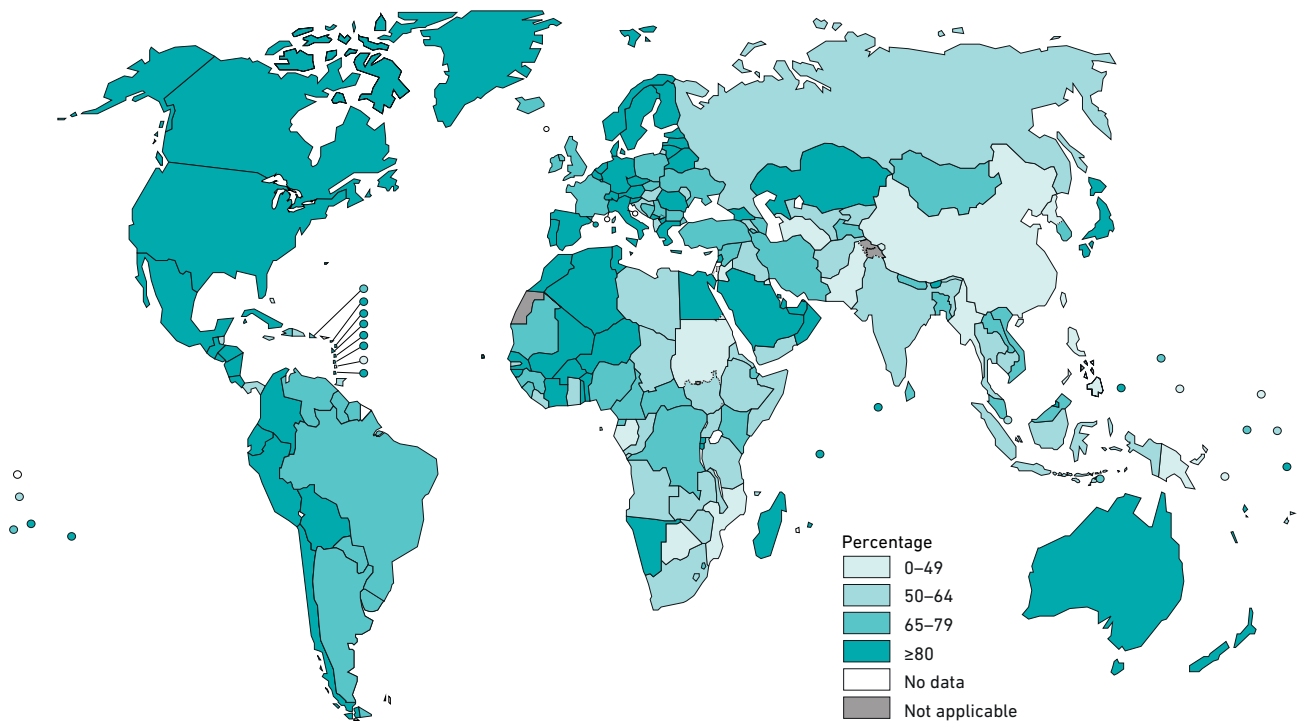 Percentage
0–49
50–64
65–79
≥80
No data
Not applicable